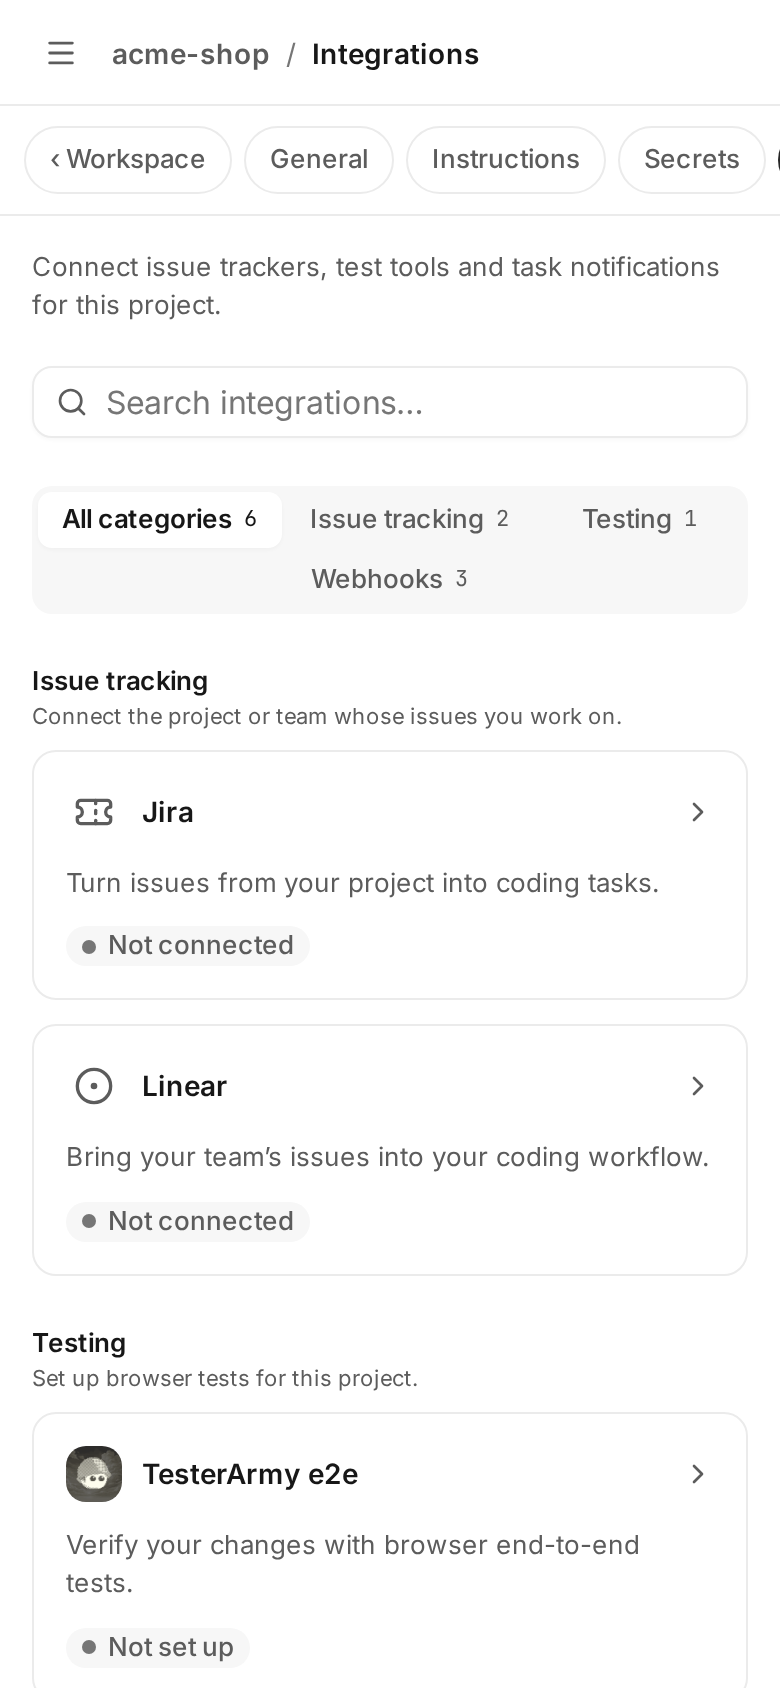 acme-shop / Integrations
‹ Workspace General Instructions Secrets
Connect issue trackers, test tools and task notifications
for this project.
Search integrations...
All categories 6 Issue tracking 2 Testing 1
Webhooks 3
Issue tracking
Connect the project or team whose issues you work on.
Jira
Turn issues from your project into coding tasks.
Not connected
Linear
Bring your team’s issues into your coding workflow.
Not connected
Testing
Set up browser tests for this project.
TesterArmy e2e
Verify your changes with browser end-to-end
tests.
Not set up